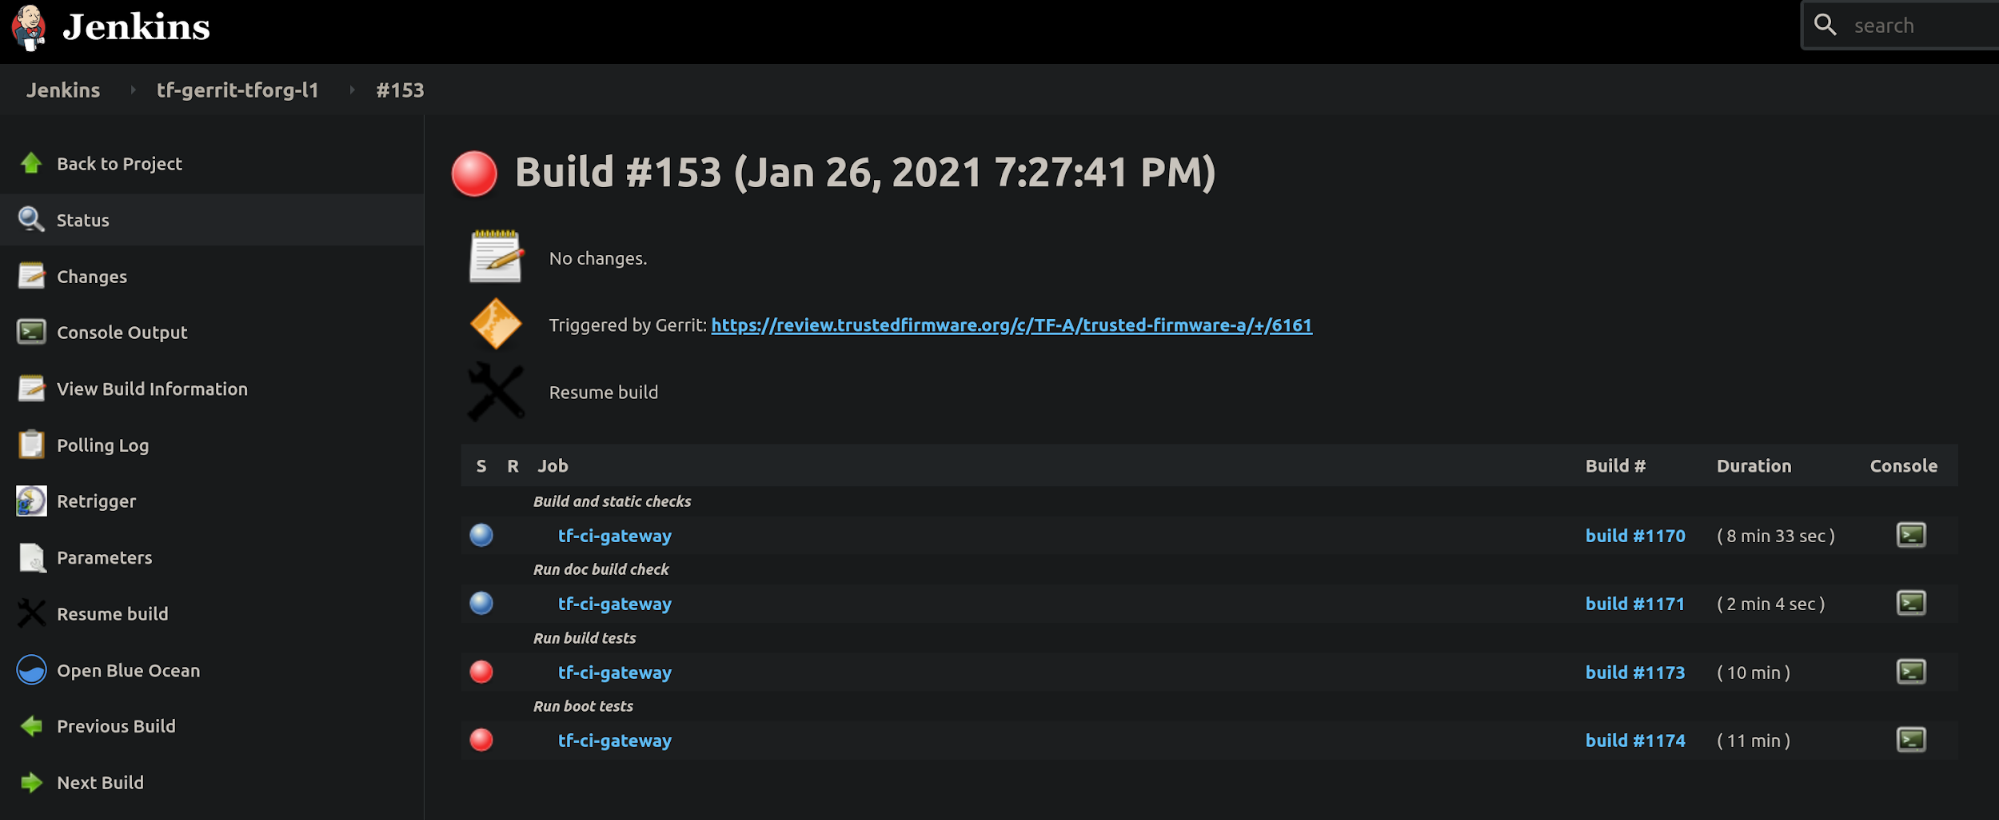 Jenkins
search
Jenkins tf-gerrit-tforg-l1 #153
Back to Project
Status
Changes
Console Output
View Build Information
Polling Log
Retrigger
Parameters
Resume build
Open Blue Ocean
Previous Build
Next Build
Build #153 (Jan 26, 2021 7:27:41 PM)
No changes.
Triggered by Gerrit: https://review.trustedfirmware.org/c/TF-A/trusted-firmware-a/+/6161
Resume build
S R Job Build # Duration Console
Build and static checks
tf-ci-gateway build #1170 ( 8 min 33 sec )
Run doc build check
tf-ci-gateway build #1171 ( 2 min 4 sec )
Run build tests
tf-ci-gateway build #1173 ( 10 min )
Run boot tests
tf-ci-gateway build #1174 ( 11 min )